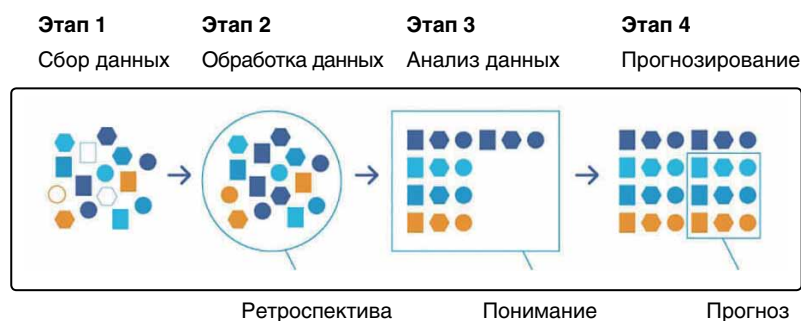 Этап 1 Этап 2 Этап 3 Этап 4
Сбор данных Обработка данных Анализ данных Прогнозирование
Ретроспектива Понимание Прогноз